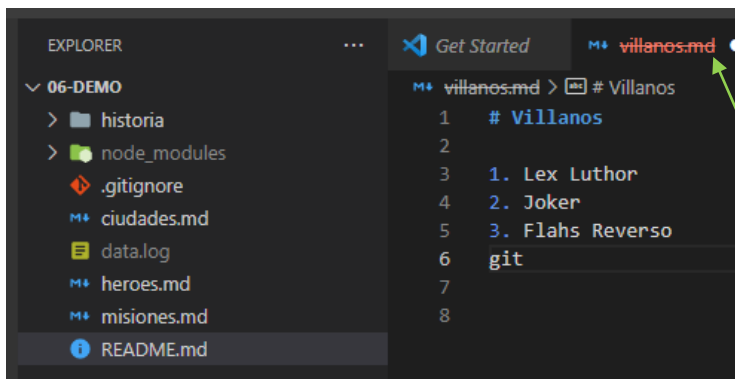 EXPLORER ...
06-DEMO
historia
node_modules
.gitignore
ciudades.md
data.log
heroes.md
misiones.md
README.md
Get Started villanos.md
villanos.md > # Villanos
1 # Villanos
2
3 1. Lex Luthor
4 2. Joker
5 3. Flahs Reverso
6 git
7
8